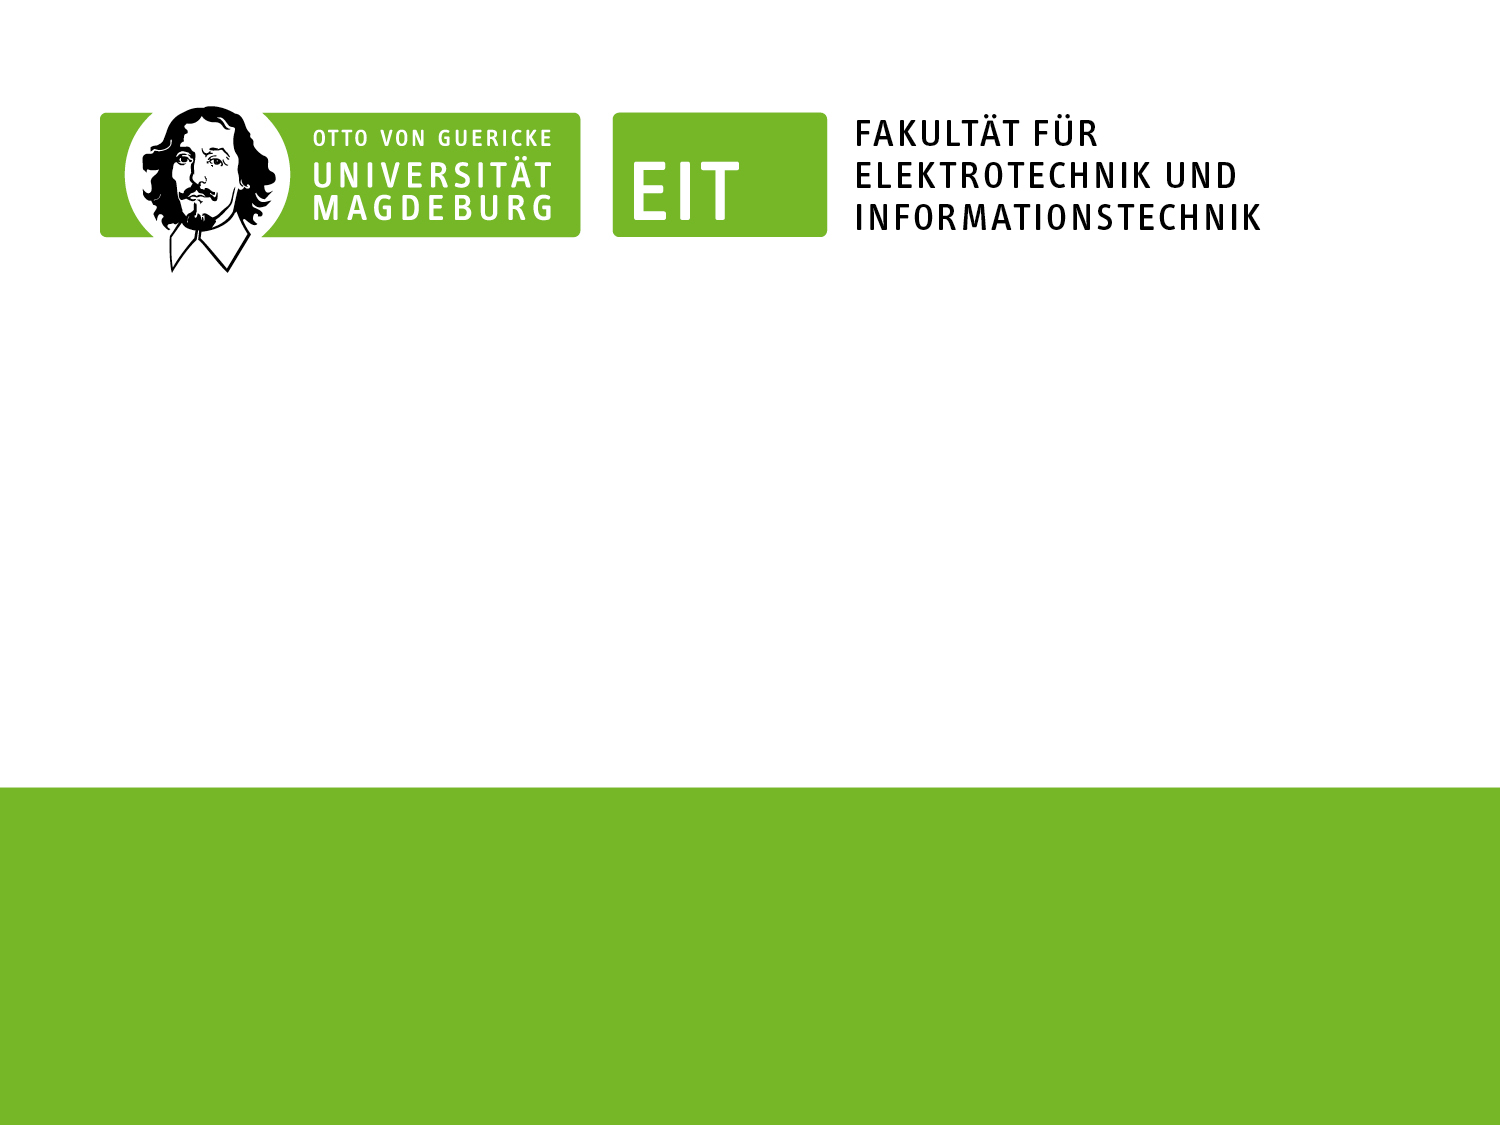 OTTO VON GUERICKE
UNIVERSITÄT
MAGDEBURG
EIT
FAKULTÄT FÜR
ELEKTROTECHNIK UND
INFORMATIONSTECHNIK